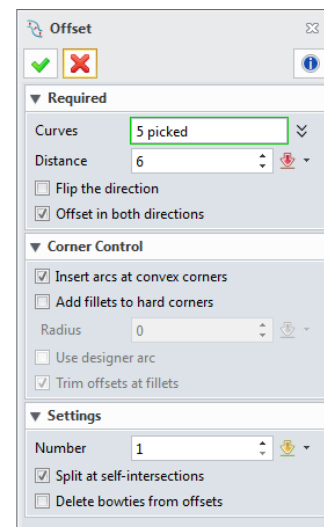 Offset
Required
Curves 5 picked
Distance 6
Flip the direction
Offset in both directions
Corner Control
Insert arcs at convex corners
Add fillets to hard corners
Radius 0
Use designer arc
Trim offsets at fillets
Settings
Number 1
Split at self-intersections
Delete bowties from offsets